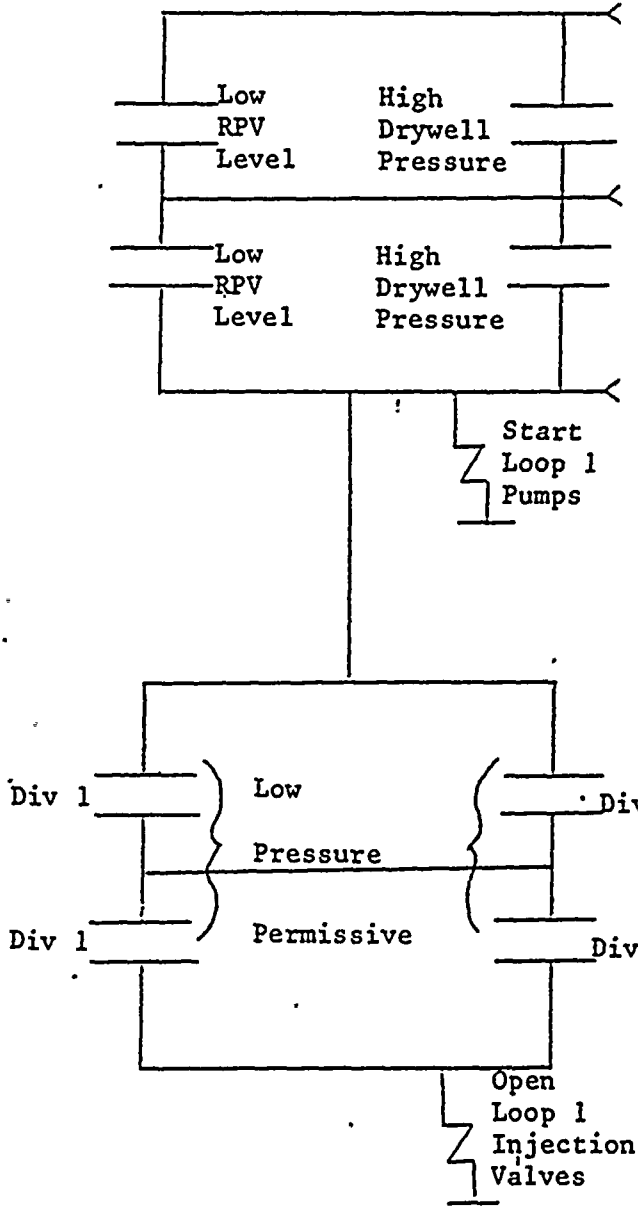 Low
RPV
Level
High
Drywell
Pressure
Low
RPV
Level
High
Drywell
Pressure
Start
Loop 1
Pumps
Div 1
Low
Pressure
Permissive
Div 1
Div
Div
Open
Loop 1
Injection
Valves